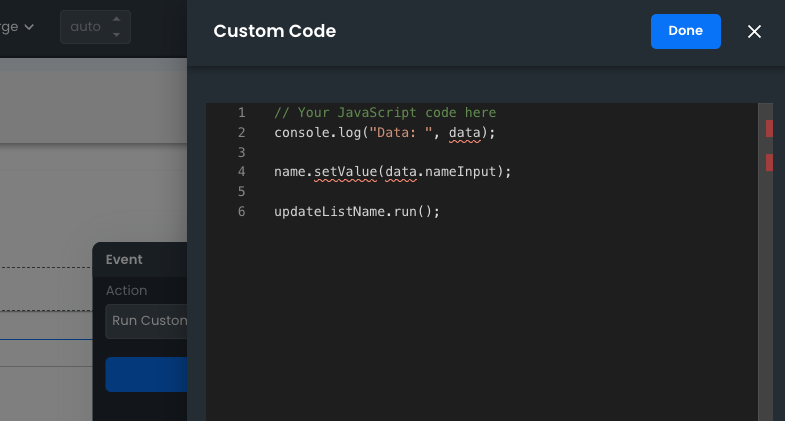 rge
auto
Custom Code
Done
1 // Your JavaScript code here
2 console.log("Data: ", data);
3
4 name.setValue(data.nameInput);
5
6 updateListName.run();
Event
Action
Run Custom